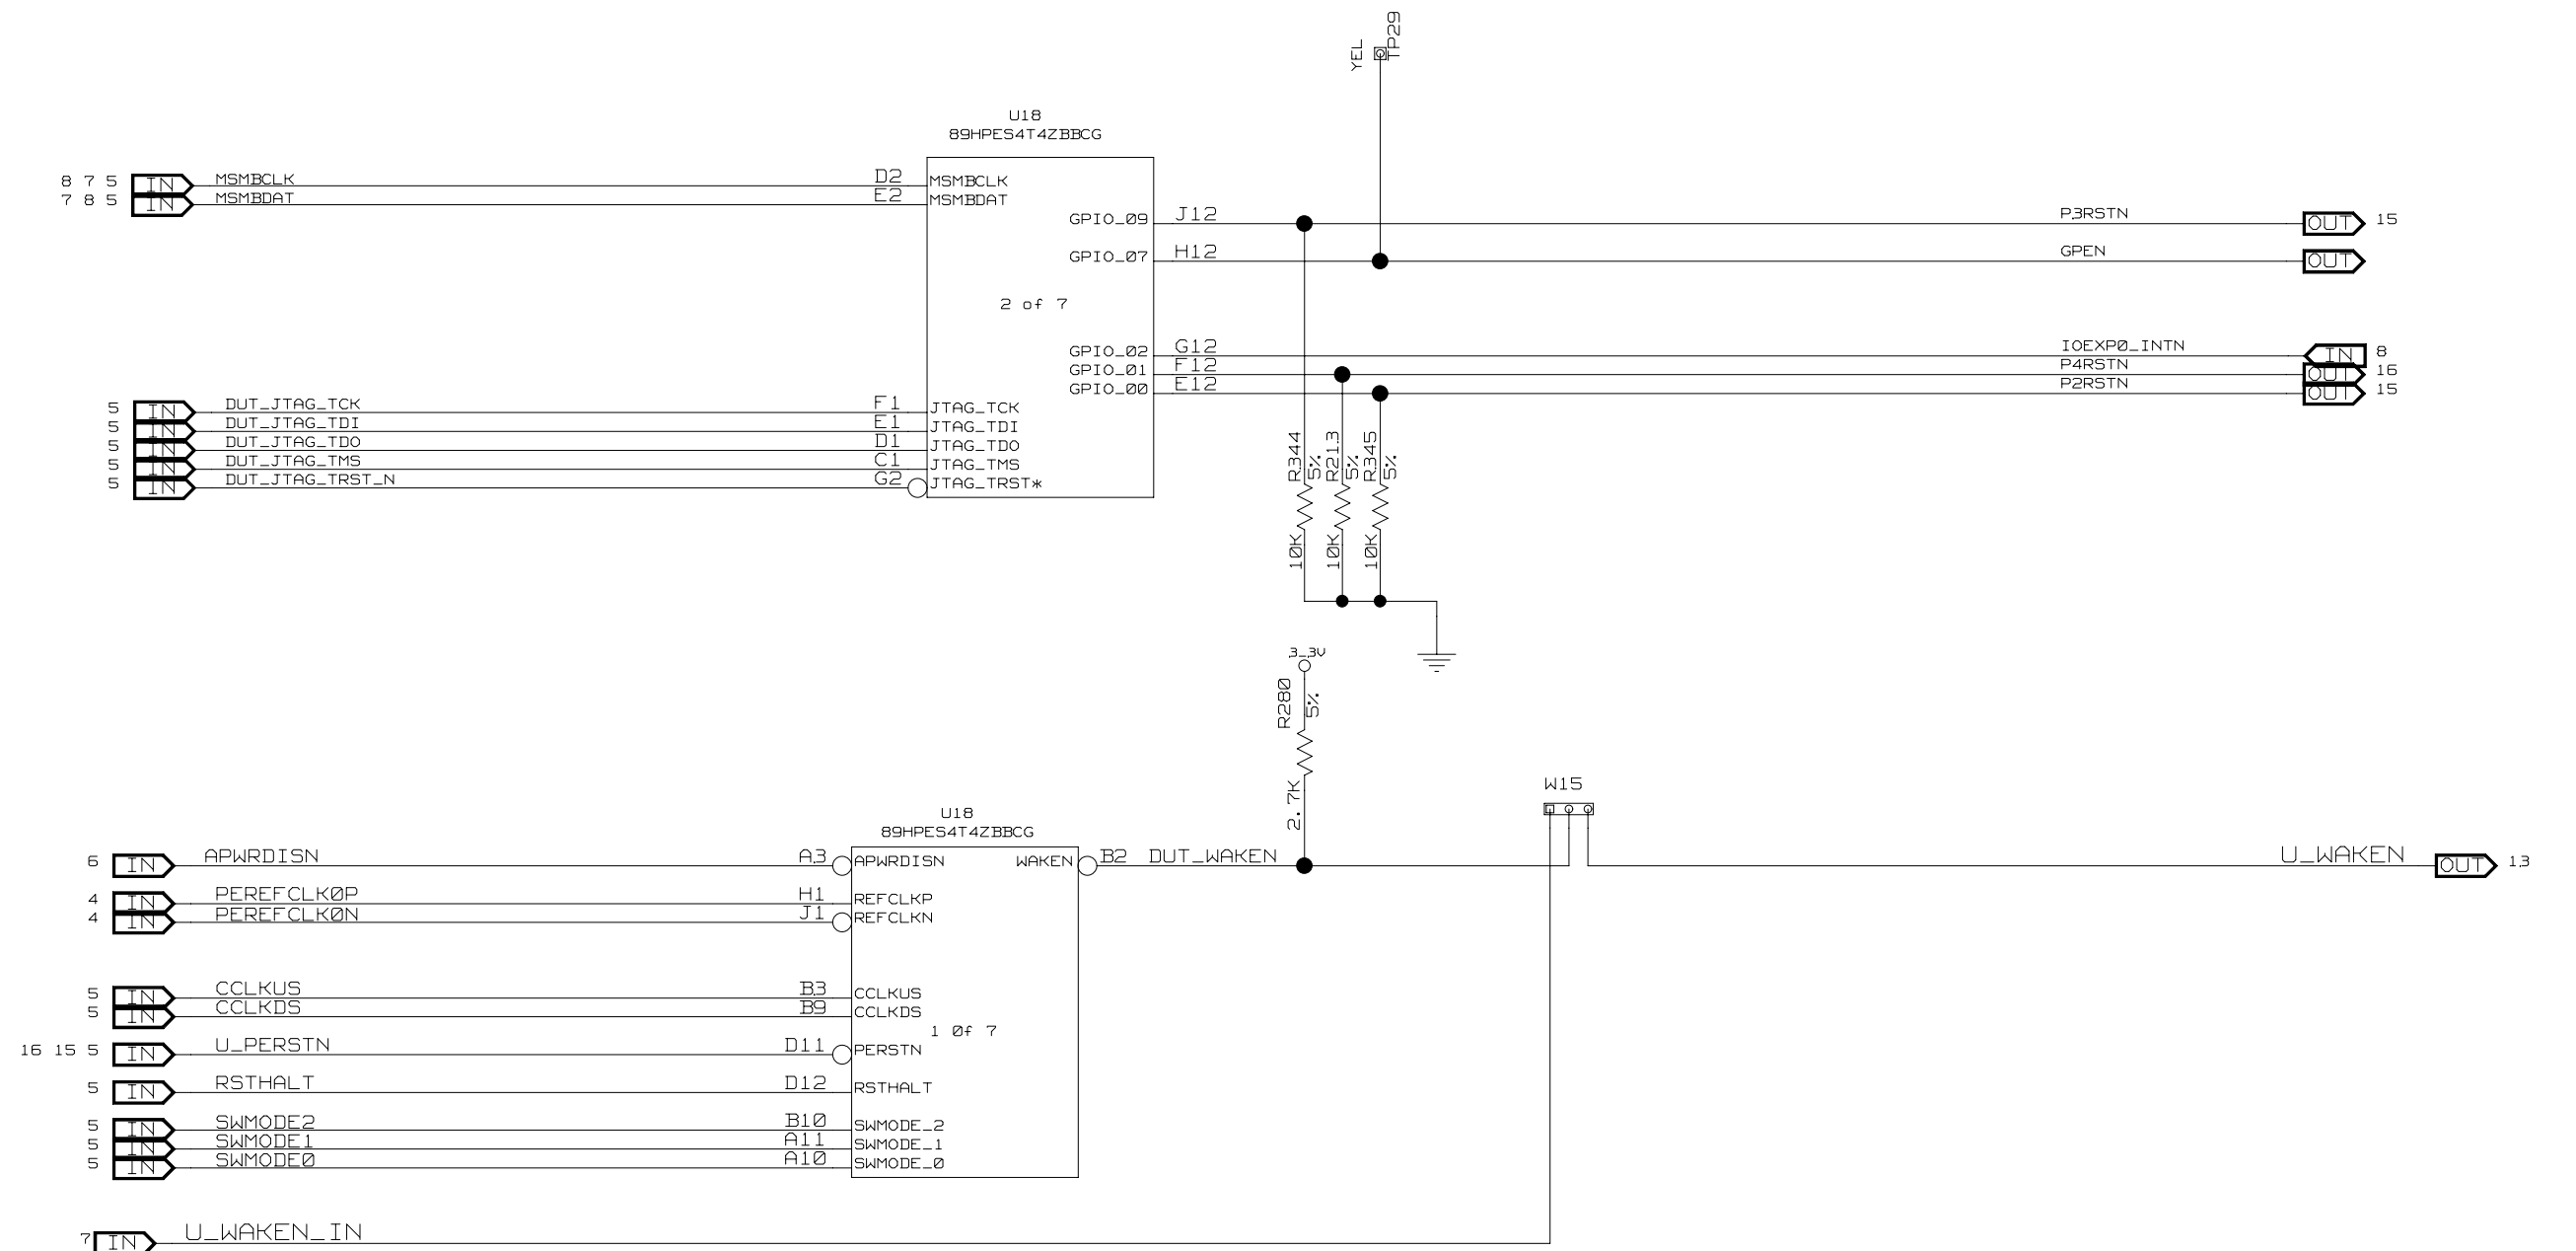 YEL
TP29
U18
89HPES4T4ZBBCG
8 7 5 IN MSMBCLK D2 MSMBCLK
7 8 5 IN MSMBDAT E2 MSMBDAT
GPIO_09 J12 P3RSTN OUT 15
GPIO_07 H12 GPEN OUT
2 of 7
GPIO_02 G12 IOEXP0_INTN IN 8
GPIO_01 F12 P4RSTN OUT 16
GPIO_00 E12 P2RSTN OUT 15
5 IN DUT_JTAG_TCK F1 JTAG_TCK
5 IN DUT_JTAG_TDI E1 JTAG_TDI
5 IN DUT_JTAG_TDO D1 JTAG_TDO
5 IN DUT_JTAG_TMS C1 JTAG_TMS
5 IN DUT_JTAG_TRST_N G2 JTAG_TRST*
R344 5% 10K
R213 5% 10K
R345 5% 10K
3_3V
R280 5% 2.7K
W15
U18
89HPES4T4ZBBCG
6 IN APWRDISN A3 APWRDISN WAKEN B2 DUT_WAKEN U_WAKEN OUT 13
4 IN PEREFCLK0P H1 REFCLKP
4 IN PEREFCLK0N J1 REFCLKN
5 IN CCLKUS B3 CCLKUS
5 IN CCLKDS B9 CCLKDS
1 0f 7
16 15 5 IN U_PERSTN D11 PERSTN
5 IN RSTHALT D12 RSTHALT
5 IN SWMODE2 B10 SWMODE_2
5 IN SWMODE1 A11 SWMODE_1
5 IN SWMODE0 A10 SWMODE_0
7 IN U_WAKEN_IN